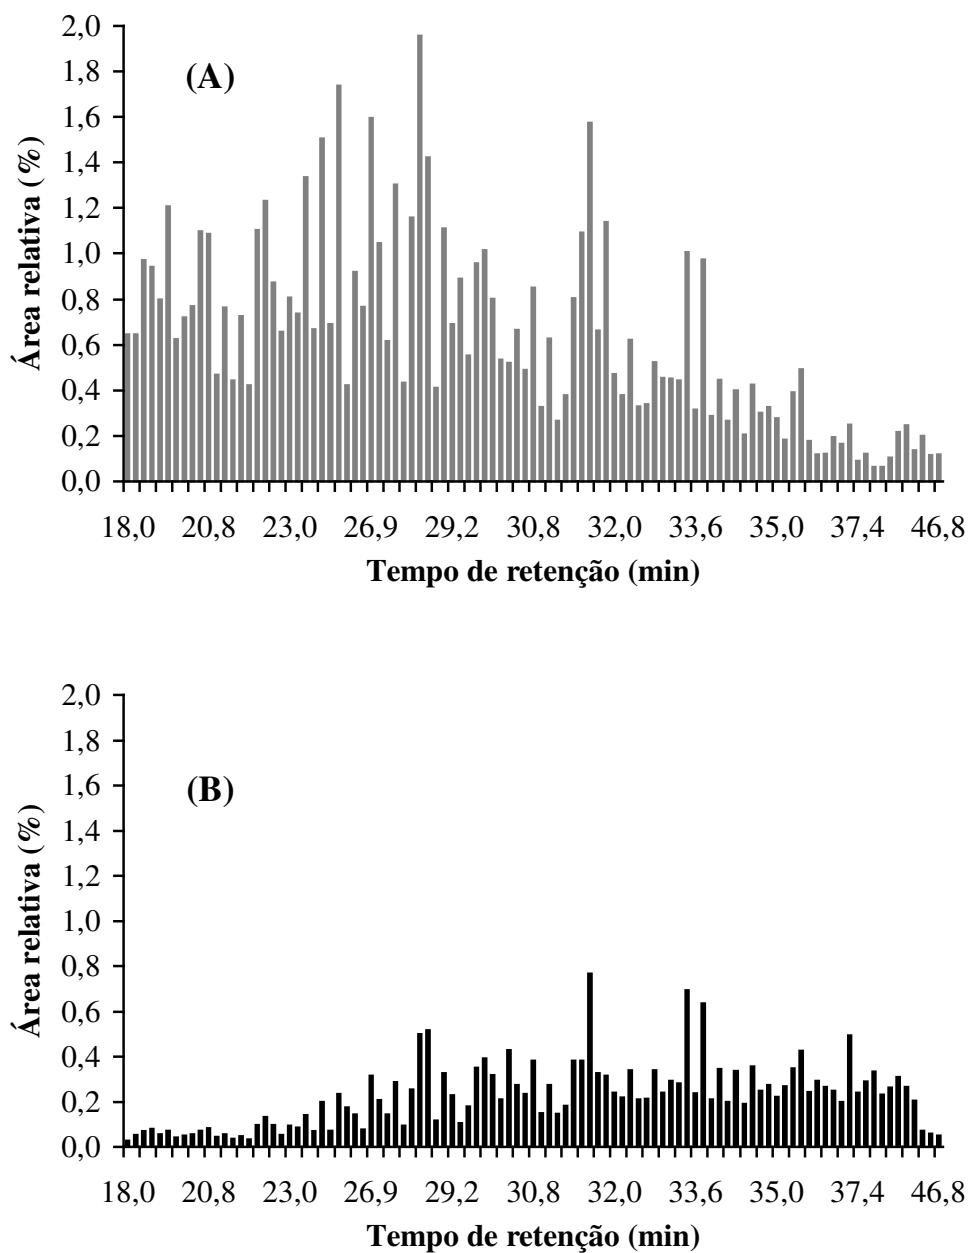 2,0
1,8
(A)
1,6
1,4
1,2
1,0
0,8
0,6
0,4
0,2
0,0
Área relativa (%)
18,0 20,8 23,0 26,9 29,2 30,8 32,0 33,6 35,0 37,4 46,8
Tempo de retenção (min)
2,0
1,8
1,6
(B)
1,4
1,2
1,0
0,8
0,6
0,4
0,2
0,0
Área relativa (%)
18,0 20,8 23,0 26,9 29,2 30,8 32,0 33,6 35,0 37,4 46,8
Tempo de retenção (min)